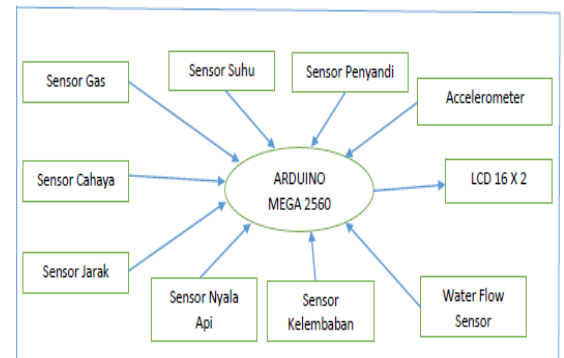 Sensor Gas
Sensor Suhu
Sensor Penyandi
Accelerometer
Sensor Cahaya
ARDUINO
MEGA 2560
LCD 16 X 2
Sensor Jarak
Sensor Nyala
Api
Sensor
Kelembaban
Water Flow
Sensor